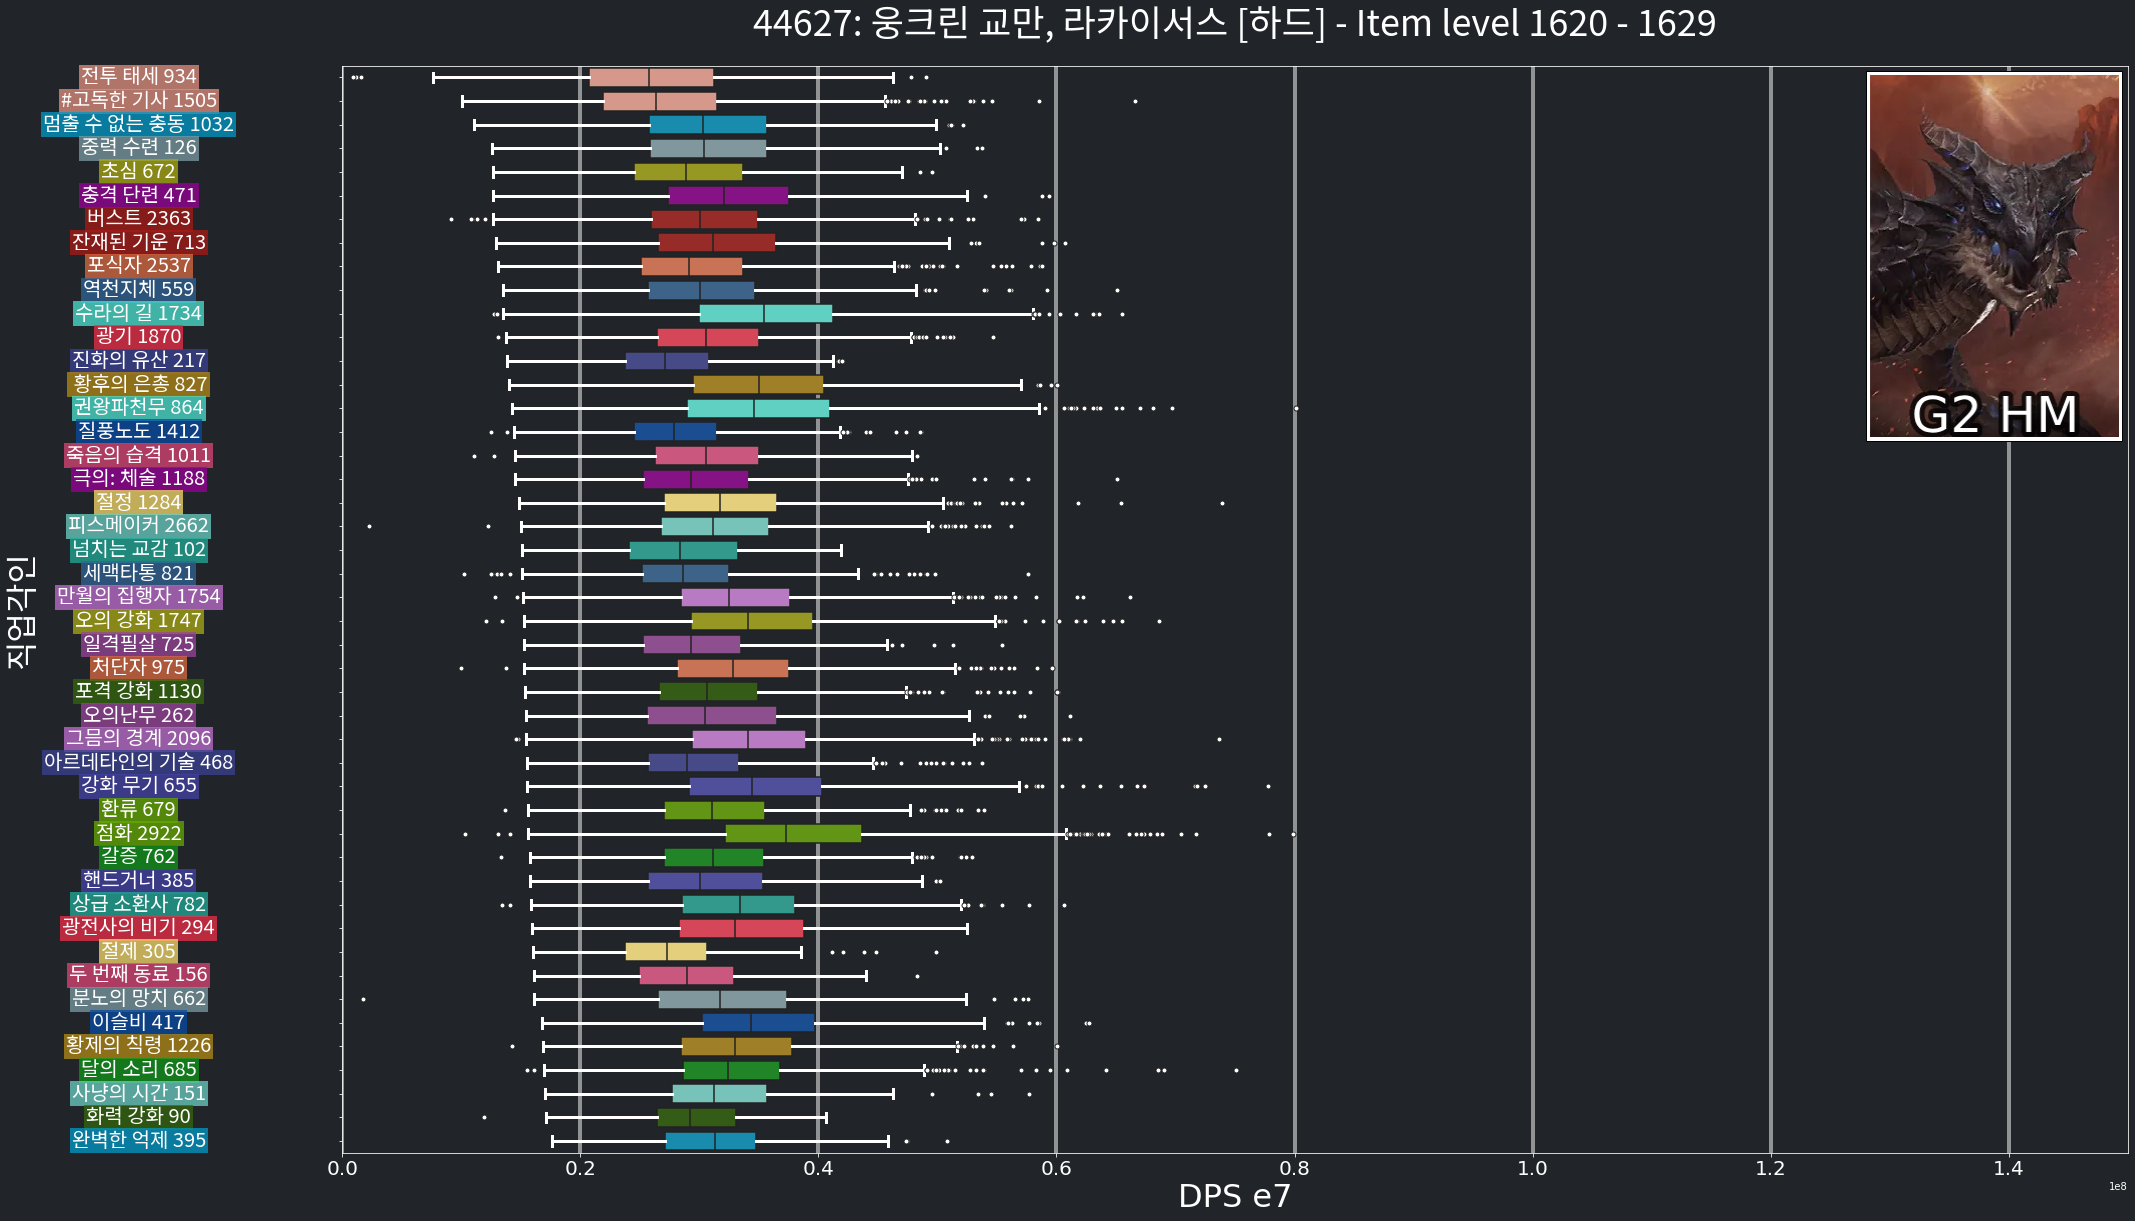 44627: 웅크린 교만, 라카이서스 [하드] - Item level 1620 - 1629
전투 태세 934
#고독한 기사 1505
멈출 수 없는 충동 1032
중력 수련 126
초심 672
충격 단련 471
버스트 2363
잔재된 기운 713
포식자 2537
역천지체 559
수라의 길 1734
광기 1870
진화의 유산 217
황후의 은총 827
권왕파천무 864
질풍노도 1412
죽음의 습격 1011
극의: 체술 1188
절정 1284
피스메이커 2662
넘치는 교감 102
세맥타통 821
만월의 집행자 1754
오의 강화 1747
일격필살 725
처단자 975
포격 강화 1130
오의난무 262
그믐의 경계 2096
아르데타인의 기술 468
강화 무기 655
환류 679
점화 2922
갈증 762
핸드거너 385
상급 소환사 782
광전사의 비기 294
절제 305
두 번째 동료 156
분노의 망치 662
이슬비 417
황제의 칙령 1226
달의 소리 685
사냥의 시간 151
화력 강화 90
완벽한 억제 395
직업각인
G2 HM
0.0 0.2 0.4 0.6 0.8 1.0 1.2 1.4
1e8
DPS e7